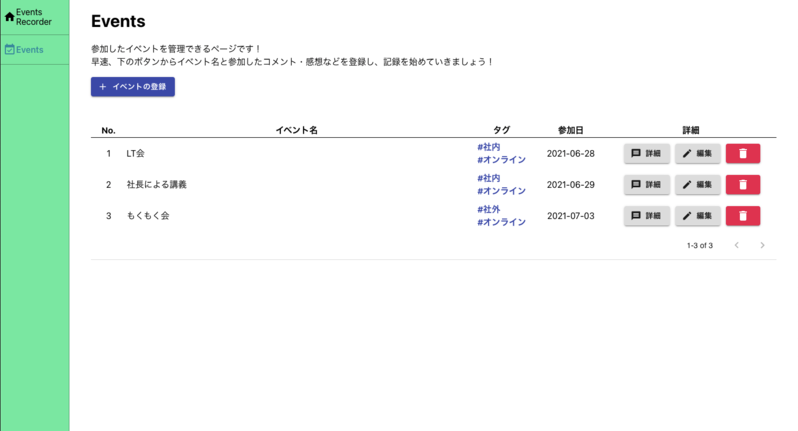 Events
Recorder
Events
Events
参加したイベントを管理できるページです！
早速、下のボタンからイベント名と参加したコメント・感想などを登録し、記録を始めていきましょう！
+ イベントの登録
No. イベント名 タグ 参加日 詳細
1 LT会 #社内 #オンライン 2021-06-28 詳細 編集
2 社長による講義 #社内 #オンライン 2021-06-29 詳細 編集
3 もくもく会 #社外 #オンライン 2021-07-03 詳細 編集
1-3 of 3